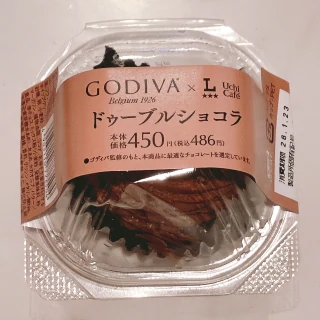 GODIVA × L Uchi
Belgium 1926 ★★★ Café
ドゥーブルショコラ
本体価格450円(税込486円)
●ゴディバ監修のもと、本商品に最適なチョコレートを選定しています。
28.1.23